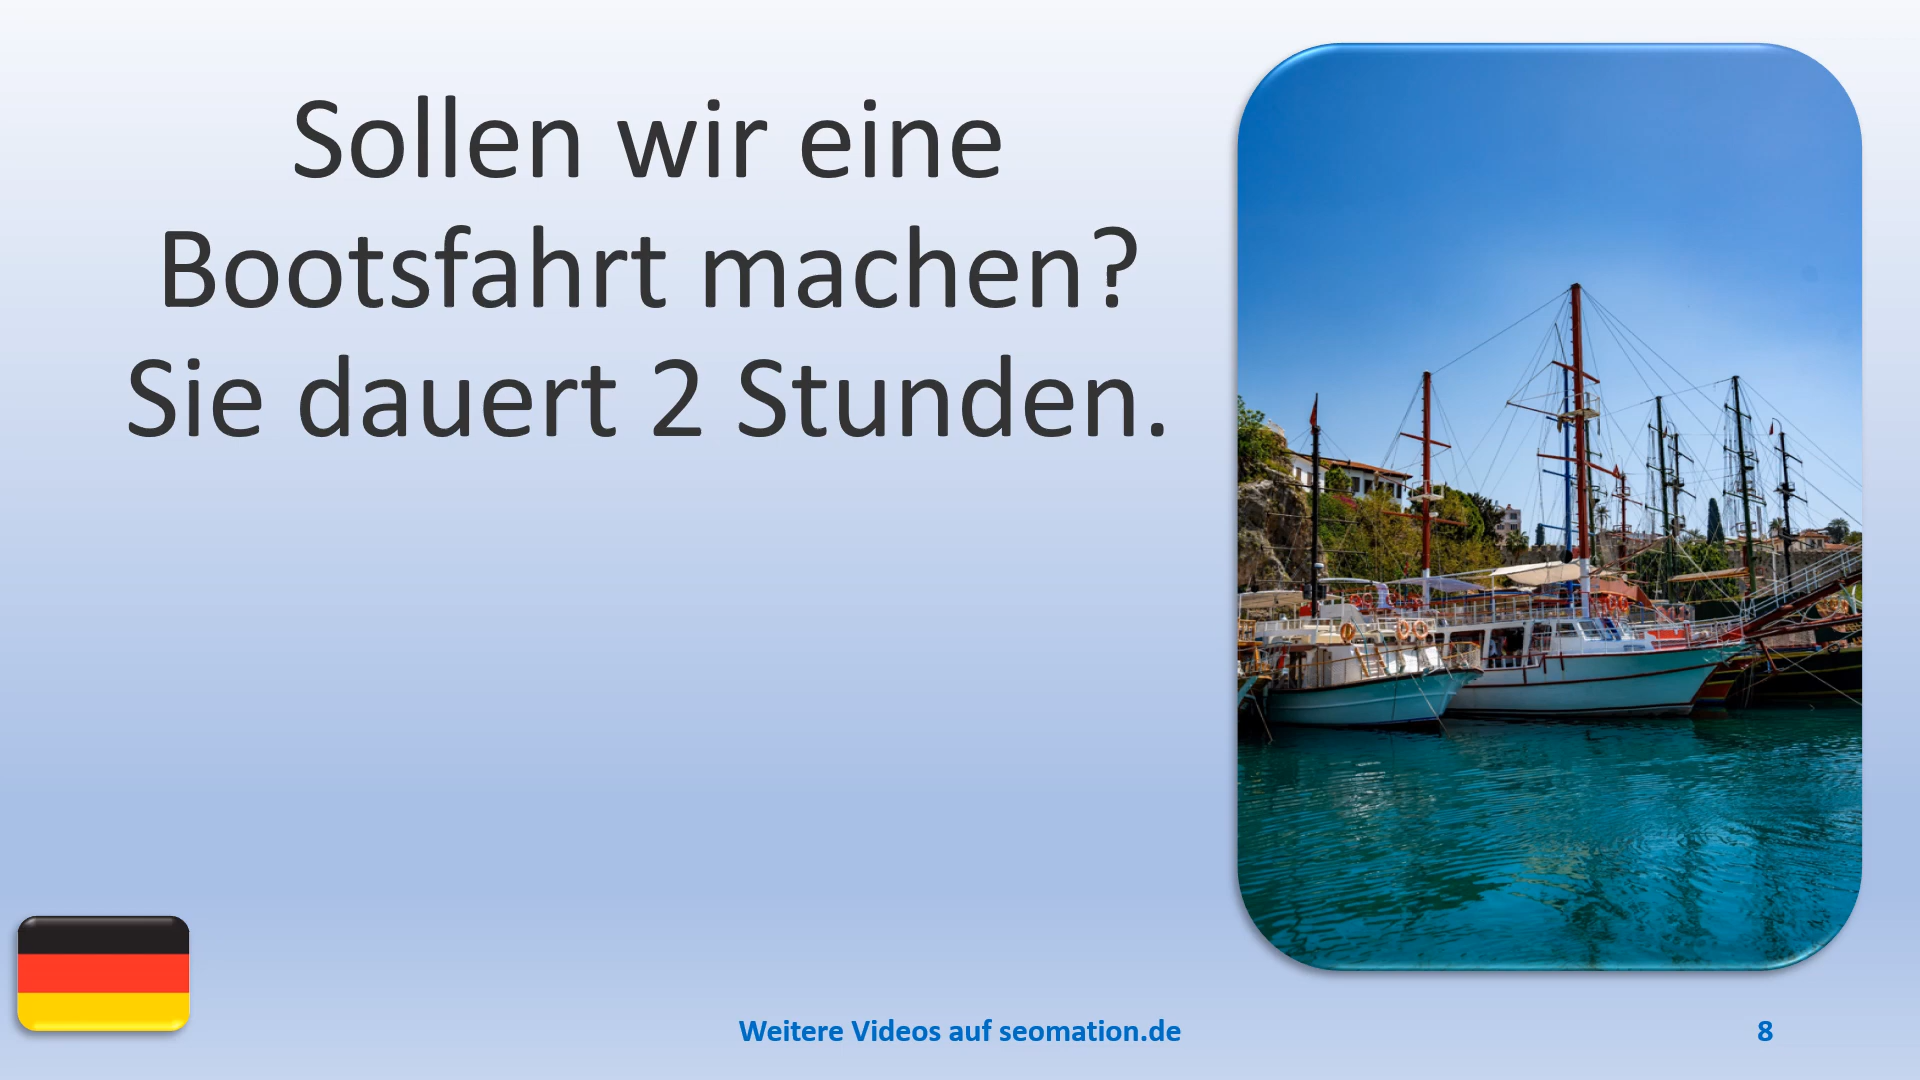 Sollen wir eine
Bootsfahrt machen?
Sie dauert 2 Stunden.
Weitere Videos auf seomation.de
8